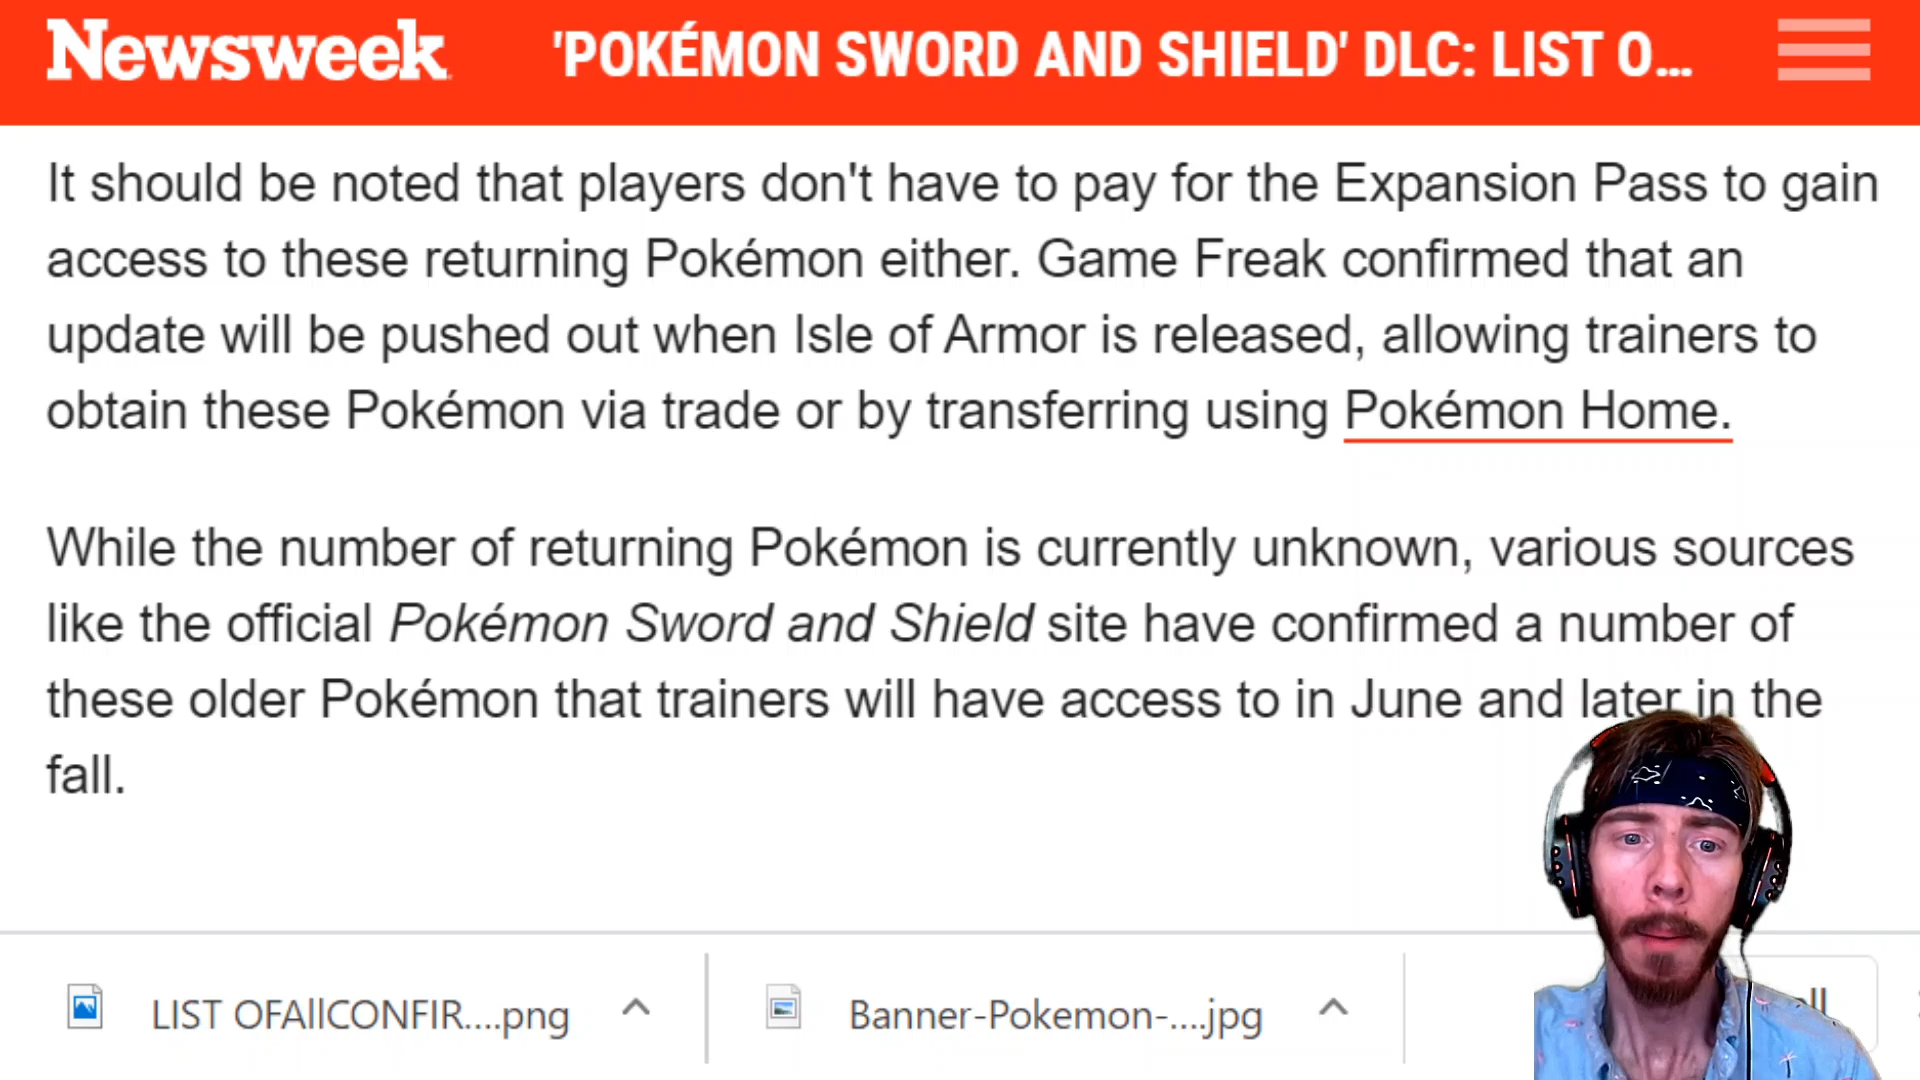 Newsweek 'POKÉMON SWORD AND SHIELD' DLC: LIST O...
It should be noted that players don't have to pay for the Expansion Pass to gain
access to these returning Pokémon either. Game Freak confirmed that an
update will be pushed out when Isle of Armor is released, allowing trainers to
obtain these Pokémon via trade or by transferring using Pokémon Home.
While the number of returning Pokémon is currently unknown, various sources
like the official Pokémon Sword and Shield site have confirmed a number of
these older Pokémon that trainers will have access to in June and later in the
fall.
LIST OFAllCONFIR....png
Banner-Pokemon-....jpg